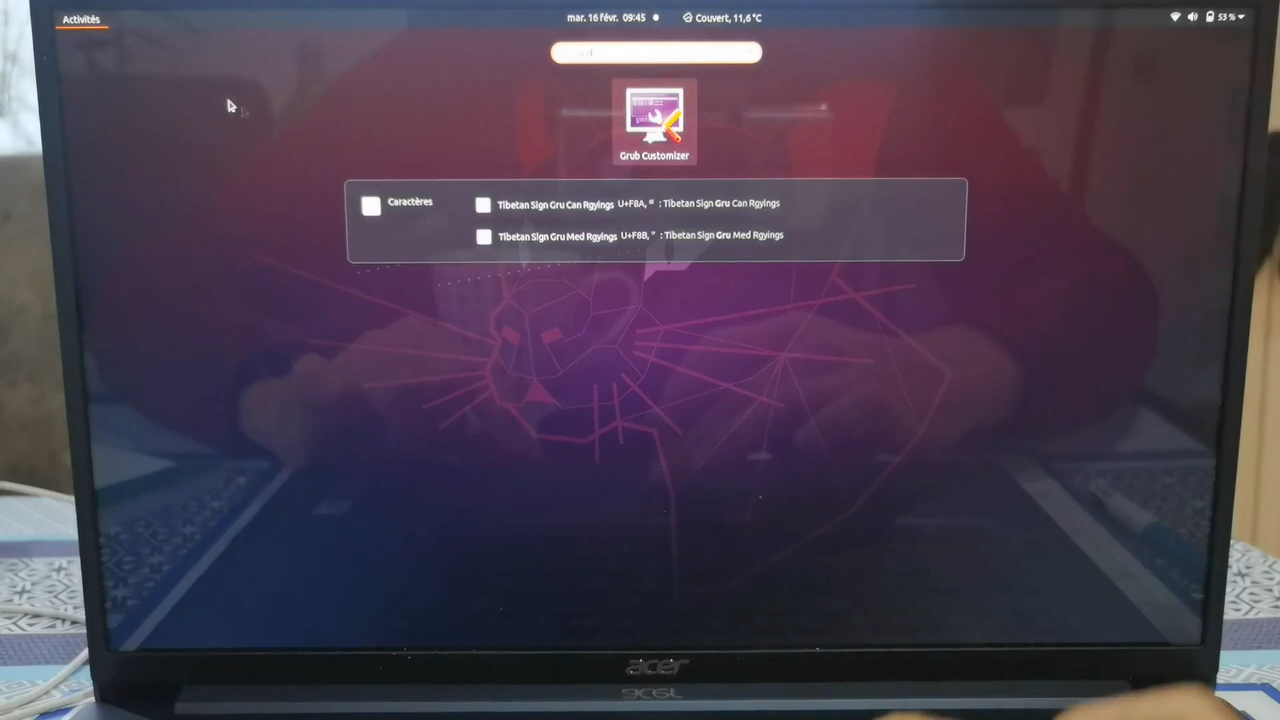 Activités
mar. 16 févr. 09:45
Couvert, 11,6 °C
53 %
Grub Customizer
Caractères
Tibetan Sign Gru Can Rgyings U+F8A, : Tibetan Sign Gru Can Rgyings
Tibetan Sign Gru Med Rgyings U+F8B, : Tibetan Sign Gru Med Rgyings
acer